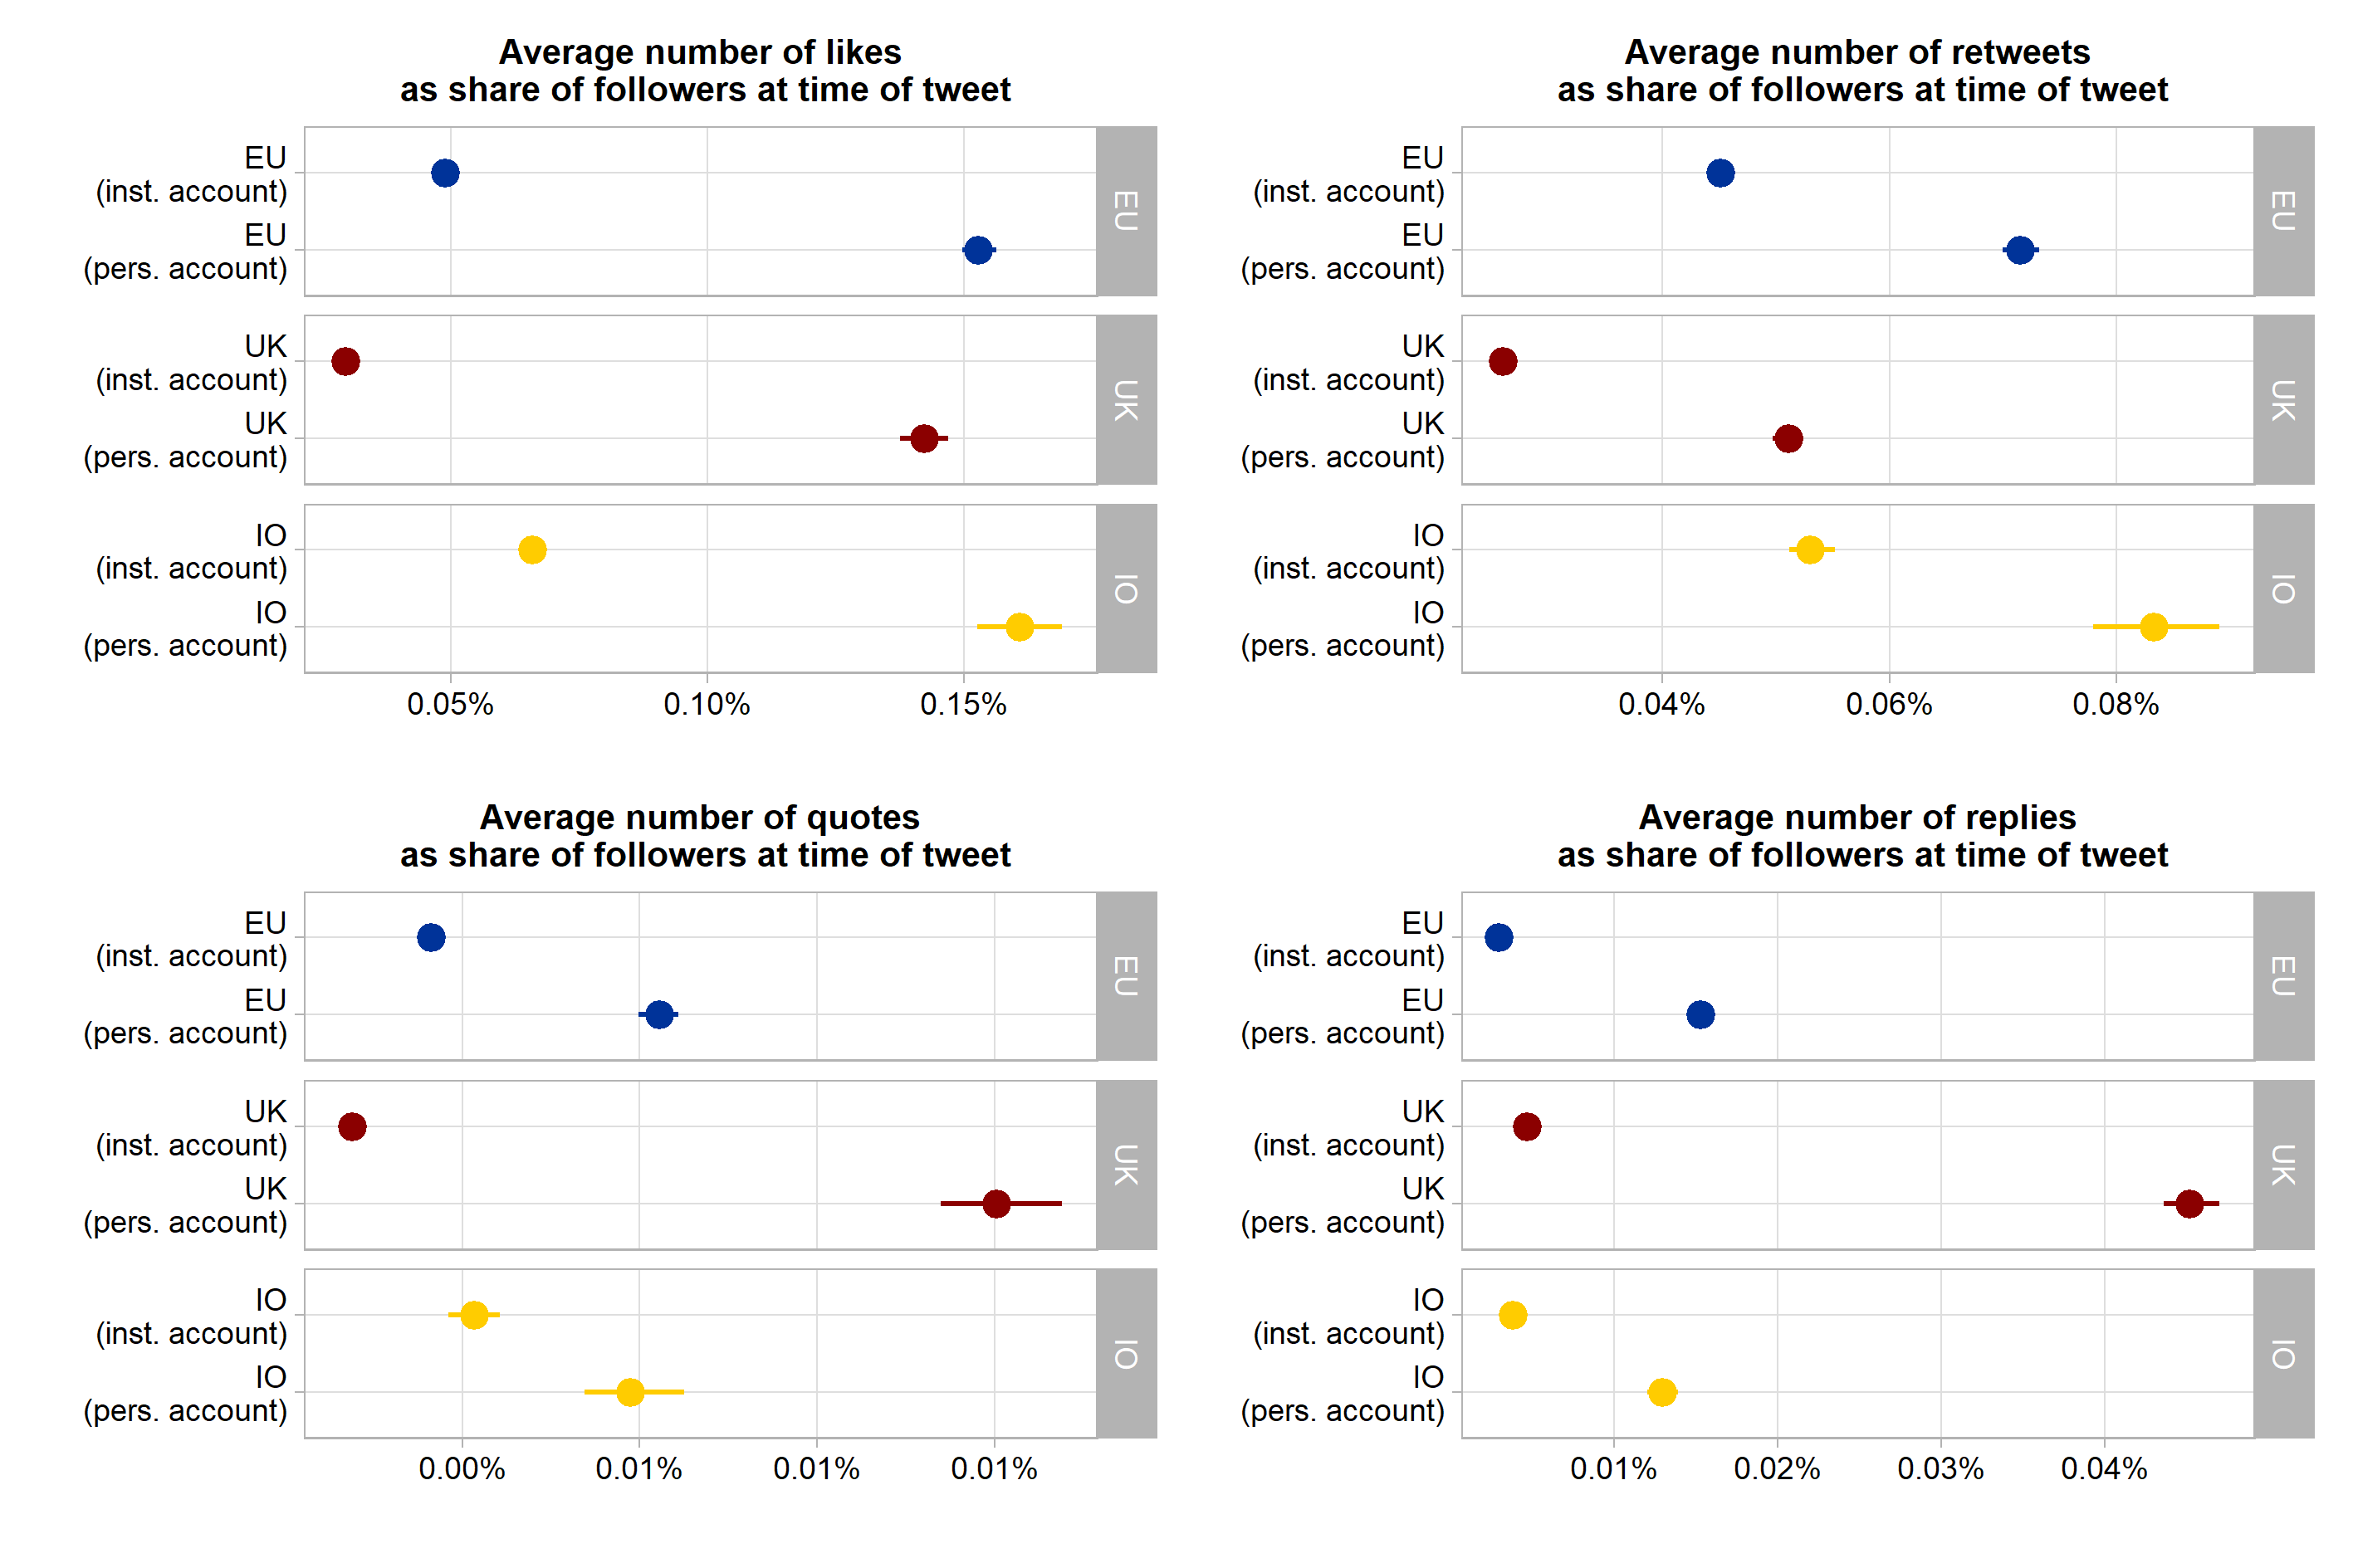 Average number of likes
as share of followers at time of tweet
EU
(inst. account)
EU
(pers. account)
EU
UK
(inst. account)
UK
(pers. account)
UK
IO
(inst. account)
IO
(pers. account)
IO
0.05% 0.10% 0.15%
Average number of retweets
as share of followers at time of tweet
EU
(inst. account)
EU
(pers. account)
EU
UK
(inst. account)
UK
(pers. account)
UK
IO
(inst. account)
IO
(pers. account)
IO
0.04% 0.06% 0.08%
Average number of quotes
as share of followers at time of tweet
EU
(inst. account)
EU
(pers. account)
EU
UK
(inst. account)
UK
(pers. account)
UK
IO
(inst. account)
IO
(pers. account)
IO
0.00% 0.01% 0.01% 0.01%
Average number of replies
as share of followers at time of tweet
EU
(inst. account)
EU
(pers. account)
EU
UK
(inst. account)
UK
(pers. account)
UK
IO
(inst. account)
IO
(pers. account)
IO
0.01% 0.02% 0.03% 0.04%